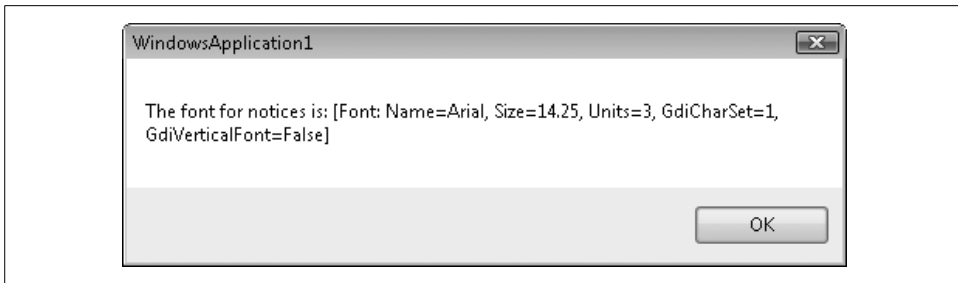 WindowsApplication1
The font for notices is: [Font: Name=Arial, Size=14.25, Units=3, GdiCharSet=1,
GdiVerticalFont=False]
OK